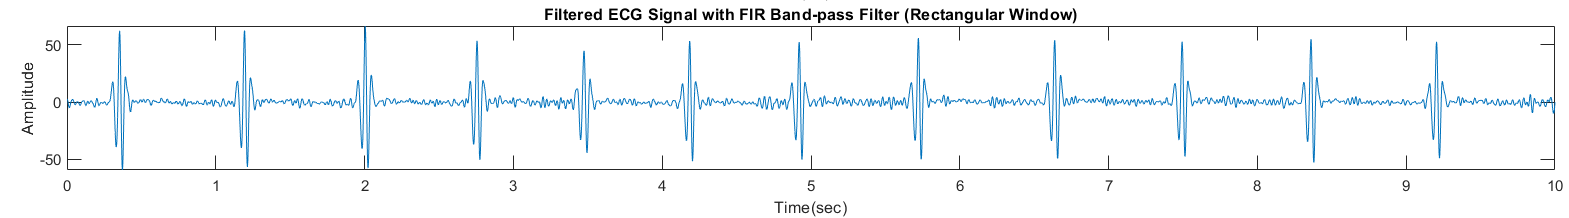 Filtered ECG Signal with FIR Band-pass Filter (Rectangular Window)
Amplitude
50
0
-50
0 1 2 3 4 5 6 7 8 9 10
Time(sec)